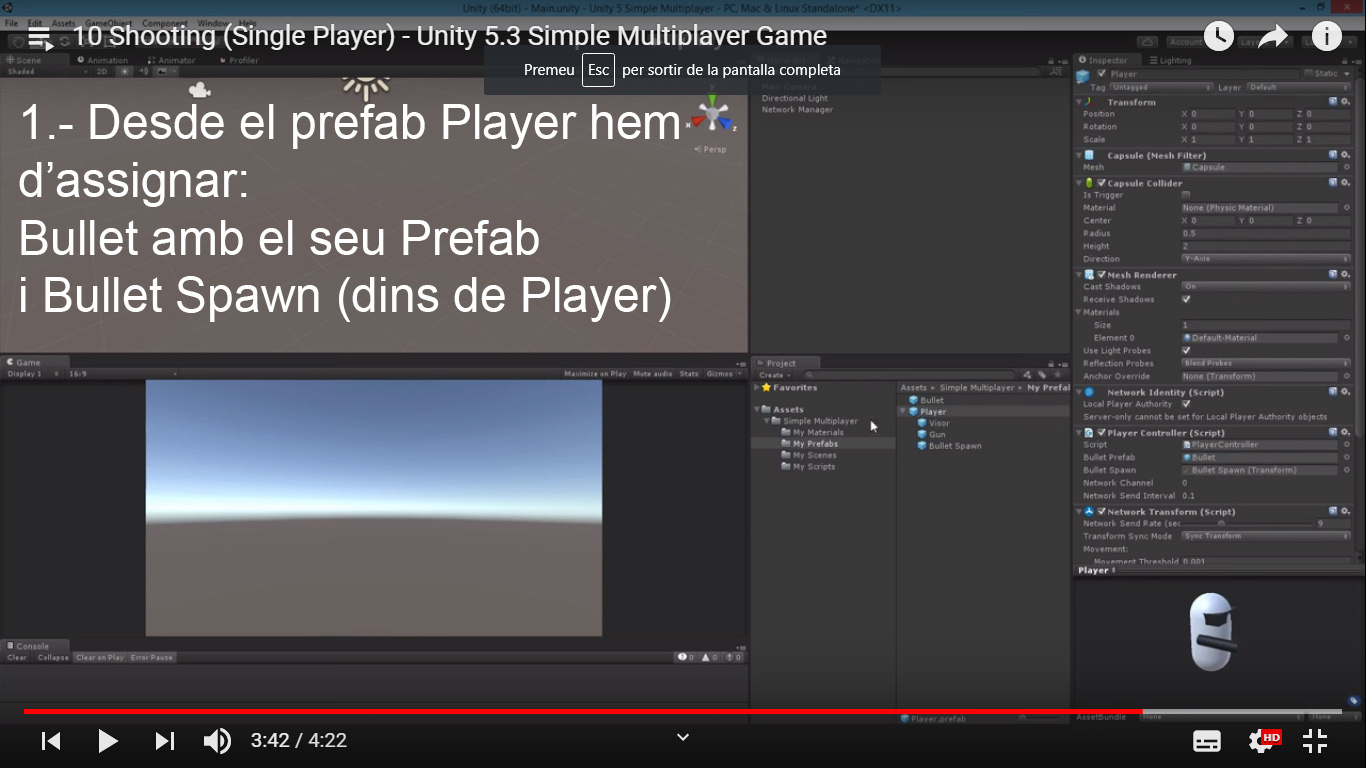 Unity (64bit) - Main.unity - Unity 5 Simple Multiplayer - PC, Mac & Linux Standalone* <DX11>
File Edit Assets GameObject Component Window Help
10 Shooting (Single Player) - Unity 5.3 Simple Multiplayer Game
Premeu Esc per sortir de la pantalla completa
Account
Scene Animation Animator Profiler
Shaded 2D
1.- Desde el prefab Player hem
d'assignar:
Bullet amb el seu Prefab
i Bullet Spawn (dins de Player)
y
x z
Persp
Directional Light
Network Manager
Inspector Lighting
Player Static
Tag Untagged Layer Default
Transform
Position X 0 Y 0 Z 0
Rotation X 0 Y 0 Z 0
Scale X 1 Y 1 Z 1
Capsule (Mesh Filter)
Mesh Capsule
Capsule Collider
Is Trigger
Material None (Physic Material)
Center X 0 Y 0 Z 0
Radius 0.5
Height 2
Direction Y-Axis
Mesh Renderer
Cast Shadows On
Receive Shadows
Materials
Size 1
Element 0 Default-Material
Use Light Probes
Reflection Probes Blend Probes
Anchor Override None (Transform)
Network Identity (Script)
Local Player Authority
Server-only cannot be set for Local Player Authority objects
Player Controller (Script)
Script PlayerController
Bullet Prefab Bullet
Bullet Spawn Bullet Spawn (Transform)
Network Channel 0
Network Send Interval 0.1
Network Transform (Script)
Network Send Rate (sec 9
Transform Sync Mode Sync Transform
Movement:
Movement Threshold 0.001
Player
AssetBundle None None
Game
Display 1 16:9 Maximize on Play Mute audio Stats Gizmos
Project
Create
Favorites
Assets
Simple Multiplayer
My Materials
My Prefabs
My Scenes
My Scripts
Assets Simple Multiplayer My Prefal
Bullet
Player
Visor
Gun
Bullet Spawn
Player.prefab
Console
Clear Collapse Clear on Play Error Pause 0 0 0
3:42 / 4:22
HD